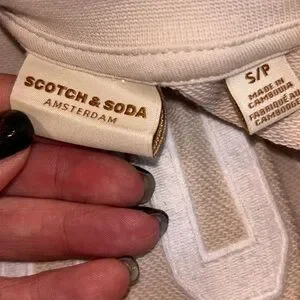 SCOTCH & SODA
AMSTERDAM
S/P
MADE IN
CAMBODIA
FABRIQUÉ AU
CAMBODGE